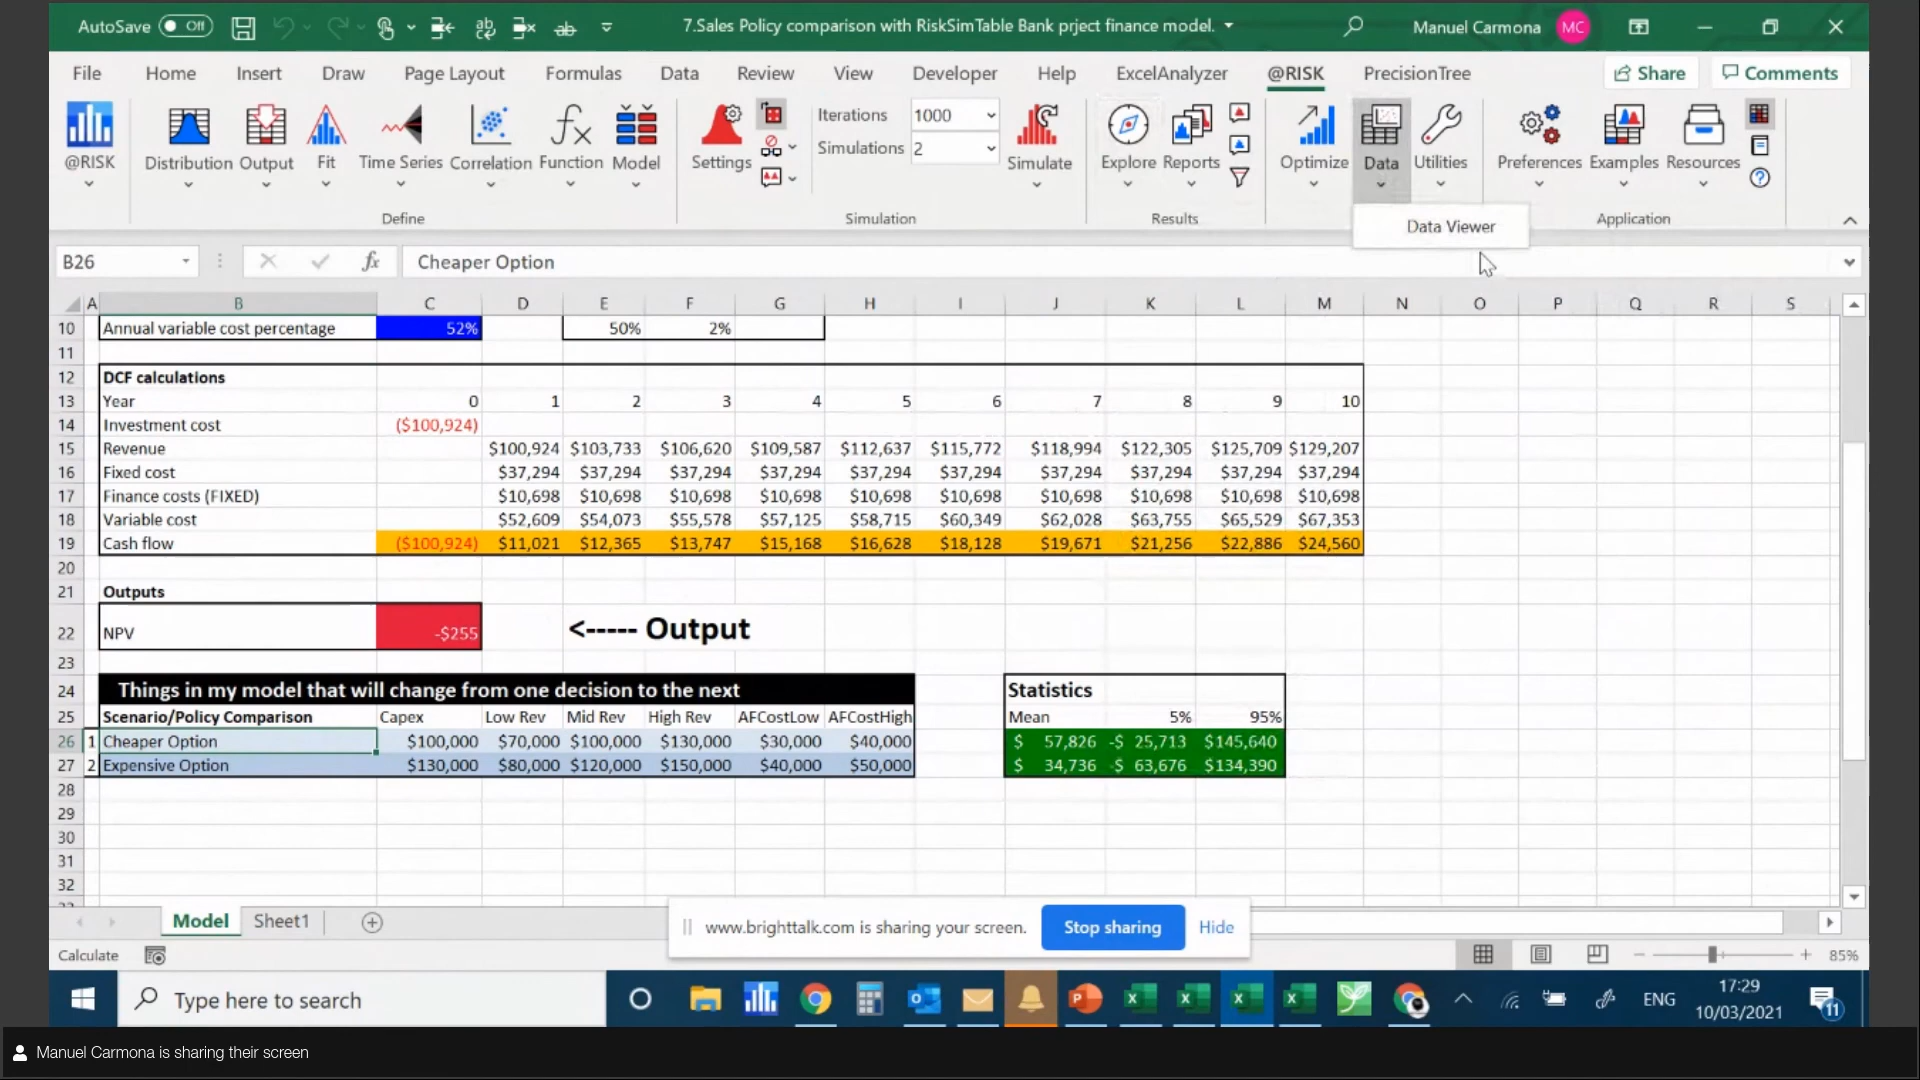 AutoSave Off 7.Sales Policy comparison with RiskSimTable Bank prject finance model. Manuel Carmona MC
File Home Insert Draw Page Layout Formulas Data Review View Developer Help ExcelAnalyzer @RISK PrecisionTree Share Comments
Iterations 1000
Simulations 2
@RISK Distribution Output Fit Time Series Correlation Function Model Settings Simulate Explore Reports Optimize Data Utilities Preferences Examples Resources
Define Simulation Results Application
Data Viewer
B26 fx Cheaper Option
A B C D E F G H I J K L M N O P Q R S
10 Annual variable cost percentage 52% 50% 2%
11
12 DCF calculations
13 Year 0 1 2 3 4 5 6 7 8 9 10
14 Investment cost ($100,924)
15 Revenue $100,924 $103,733 $106,620 $109,587 $112,637 $115,772 $118,994 $122,305 $125,709 $129,207
16 Fixed cost $37,294 $37,294 $37,294 $37,294 $37,294 $37,294 $37,294 $37,294 $37,294 $37,294
17 Finance costs (FIXED) $10,698 $10,698 $10,698 $10,698 $10,698 $10,698 $10,698 $10,698 $10,698 $10,698
18 Variable cost $52,609 $54,073 $55,578 $57,125 $58,715 $60,349 $62,028 $63,755 $65,529 $67,353
19 Cash flow ($100,924) $11,021 $12,365 $13,747 $15,168 $16,628 $18,128 $19,671 $21,256 $22,886 $24,560
20
21 Outputs
22 NPV -$255 <----- Output
23
24 Things in my model that will change from one decision to the next Statistics
25 Scenario/Policy Comparison Capex Low Rev Mid Rev High Rev AFCostLow AFCostHigh Mean 5% 95%
26 1 Cheaper Option $100,000 $70,000 $100,000 $130,000 $30,000 $40,000 $ 57,826 -$ 25,713 $145,640
27 2 Expensive Option $130,000 $80,000 $120,000 $150,000 $40,000 $50,000 $ 34,736 -$ 63,676 $134,390
28
29
30
31
32
Model Sheet1
www.brighttalk.com is sharing your screen. Stop sharing Hide
Calculate 85%
Type here to search ENG 17:29
10/03/2021 11
Manuel Carmona is sharing their screen